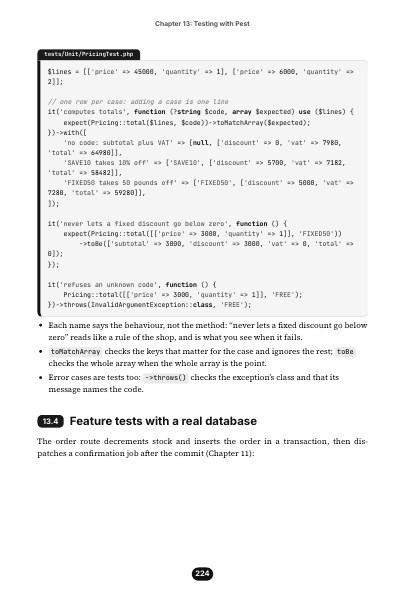 Chapter 13: Testing with Pest
tests/Unit/PricingTest.php
$lines = [['price' => 45000, 'quantity' => 1], ['price' => 6000, 'quantity' =>
2]];
// one row per case: adding a case is one line
it('computes totals', function (?string $code, array $expected) use ($lines) {
    expect(Pricing::total($lines, $code))->toMatchArray($expected);
})->with([
    'no code: subtotal plus VAT' => [null, ['discount' => 0, 'vat' => 7980,
'total' => 64980]],
    'SAVE10 takes 10% off' => ['SAVE10', ['discount' => 5700, 'vat' => 7182,
'total' => 58482]],
    'FIXED50 takes 50 pounds off' => ['FIXED50', ['discount' => 5000, 'vat' =>
7280, 'total' => 59280]],
]);
it('never lets a fixed discount go below zero', function () {
    expect(Pricing::total([['price' => 3000, 'quantity' => 1]], 'FIXED50'))
        ->toBe(['subtotal' => 3000, 'discount' => 3000, 'vat' => 0, 'total' =>
0]);
});
it('refuses an unknown code', function () {
    Pricing::total([['price' => 3000, 'quantity' => 1]], 'FREE');
})->throws(InvalidArgumentException::class, 'FREE');
• Each name says the behaviour, not the method: “never lets a fixed discount go below
zero” reads like a rule of the shop, and is what you see when it fails.
• toMatchArray checks the keys that matter for the case and ignores the rest; toBe
checks the whole array when the whole array is the point.
• Error cases are tests too: ->throws() checks the exception’s class and that its
message names the code.
13.4 Feature tests with a real database
The order route decrements stock and inserts the order in a transaction, then dis-
patches a confirmation job after the commit (Chapter 11):
224